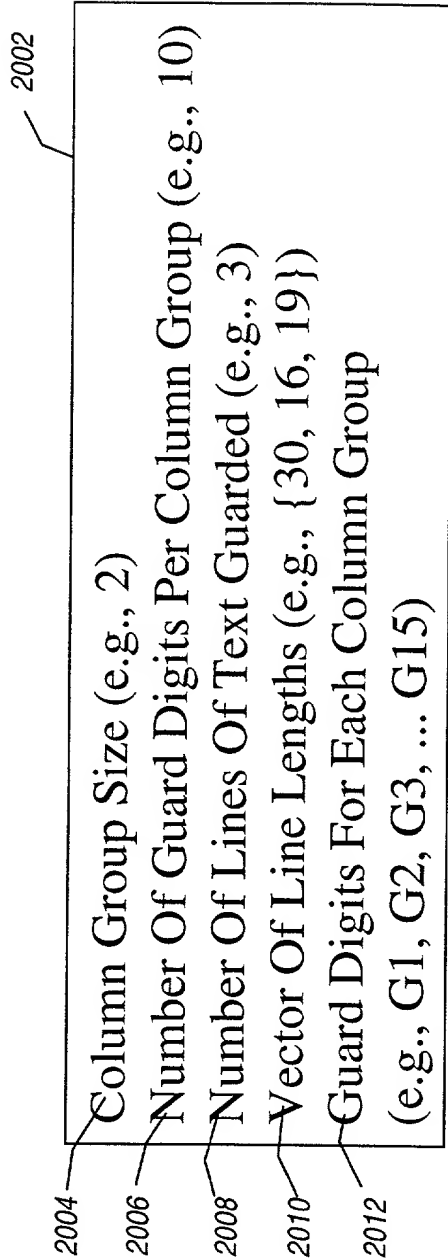 2002
2004
Column Group Size (e.g., 2)
2006
Number Of Guard Digits Per Column Group (e.g., 10)
2008
Number Of Lines Of Text Guarded (e.g., 3)
2010
Vector Of Line Lengths (e.g., {30, 16, 19})
2012
Guard Digits For Each Column Group
(e.g., G1, G2, G3, ... G15)